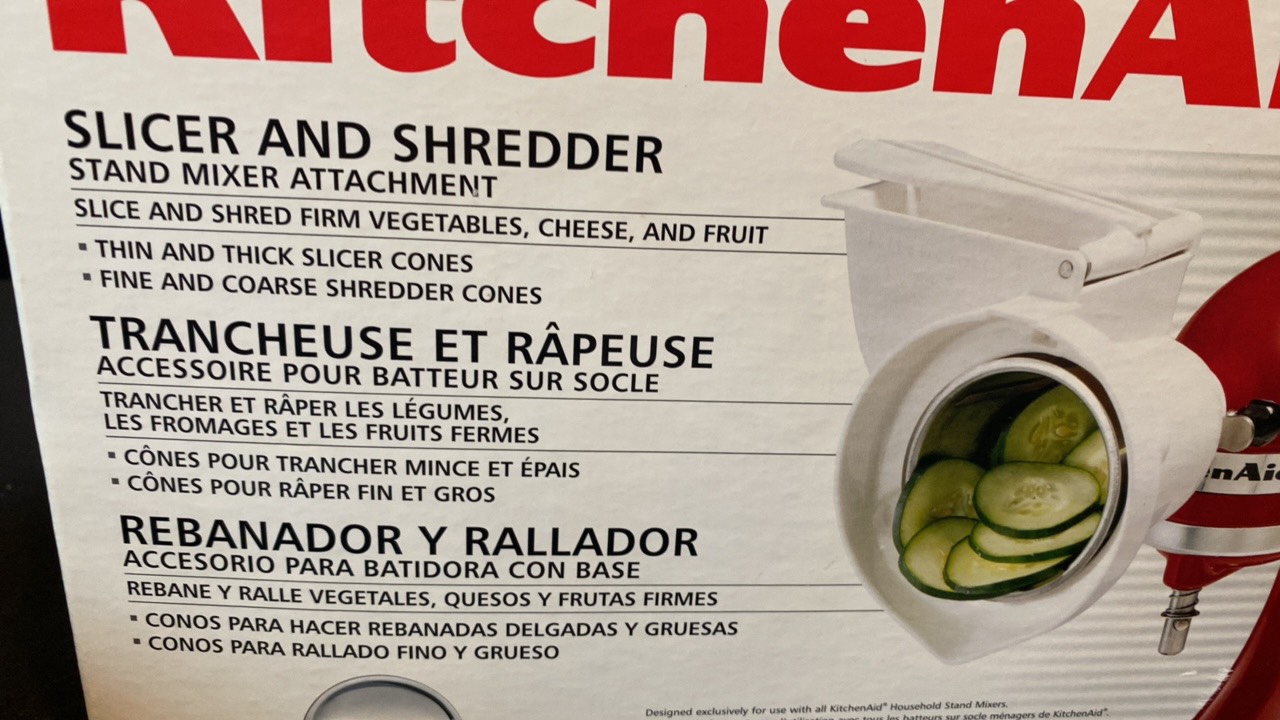 KitchenA
SLICER AND SHREDDER
STAND MIXER ATTACHMENT
SLICE AND SHRED FIRM VEGETABLES, CHEESE, AND FRUIT
▪ THIN AND THICK SLICER CONES
▪ FINE AND COARSE SHREDDER CONES
TRANCHEUSE ET RÂPEUSE
ACCESSOIRE POUR BATTEUR SUR SOCLE
TRANCHER ET RÂPER LES LÉGUMES,
LES FROMAGES ET LES FRUITS FERMES
▪ CÔNES POUR TRANCHER MINCE ET ÉPAIS
▪ CÔNES POUR RÂPER FIN ET GROS
REBANADOR Y RALLADOR
ACCESORIO PARA BATIDORA CON BASE
REBANE Y RALLE VEGETALES, QUESOS Y FRUTAS FIRMES
▪ CONOS PARA HACER REBANADAS DELGADAS Y GRUESAS
▪ CONOS PARA RALLADO FINO Y GRUESO
nAi
Designed exclusively for use with all KitchenAid® Household Stand Mixers.
avec tous les batteurs sur socle ménagers de KitchenAid®.